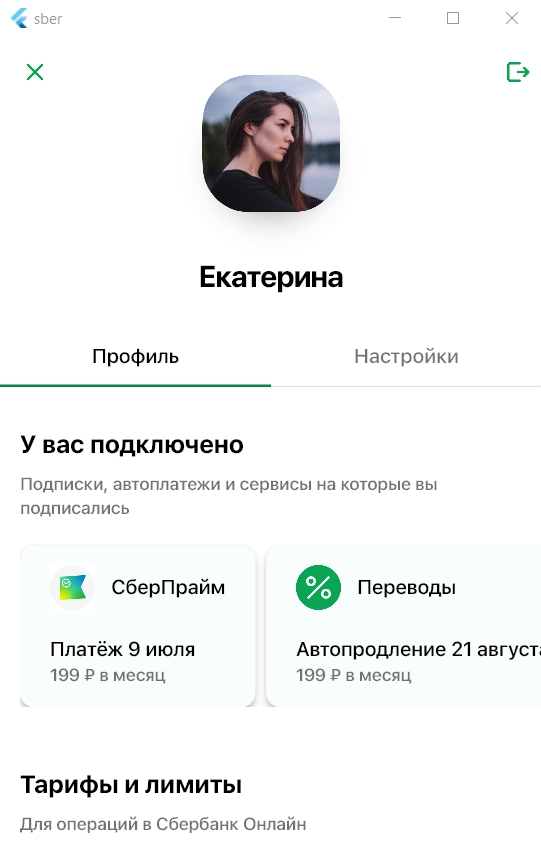 sber
Екатерина
Профиль
Настройки
У вас подключено
Подписки, автоплатежи и сервисы на которые вы
подписались
СберПрайм
Переводы
Платёж 9 июля
Автопродление 21 август
199 ₽ в месяц
199 ₽ в месяц
Тарифы и лимиты
Для операций в Сбербанк Онлайн